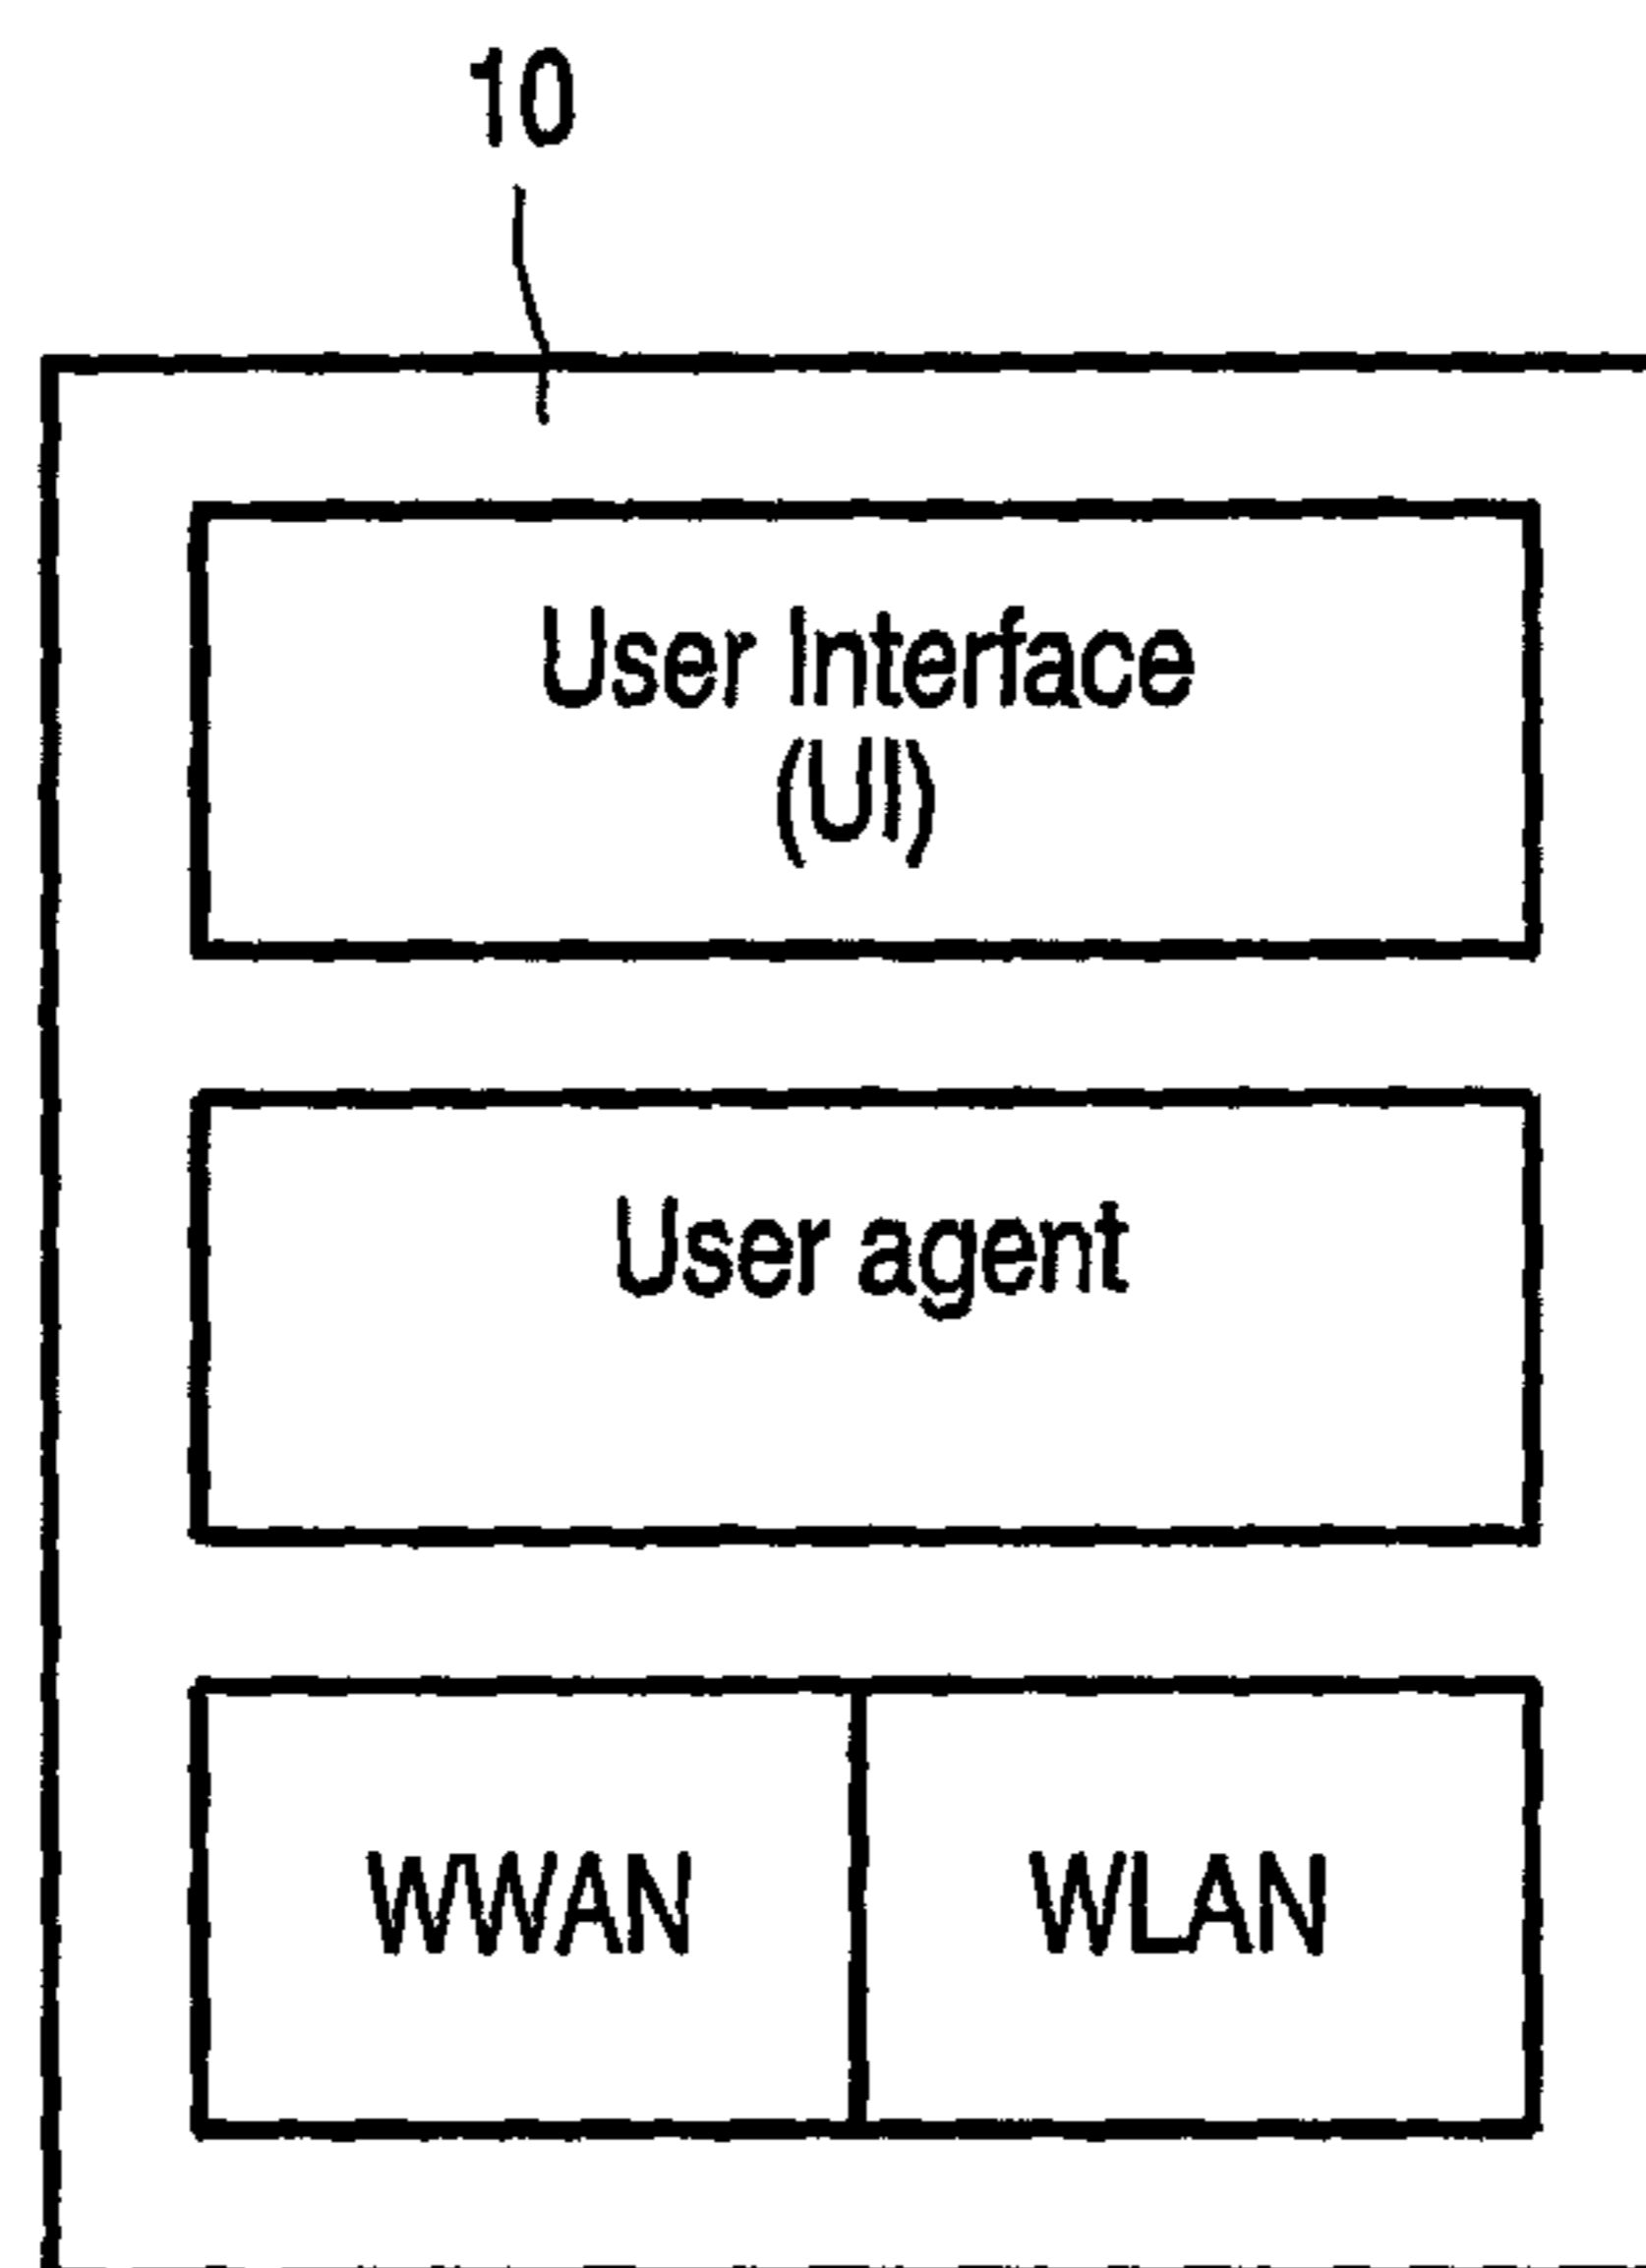 10
User Interface
(UI)
User agent
WWAN
WLAN